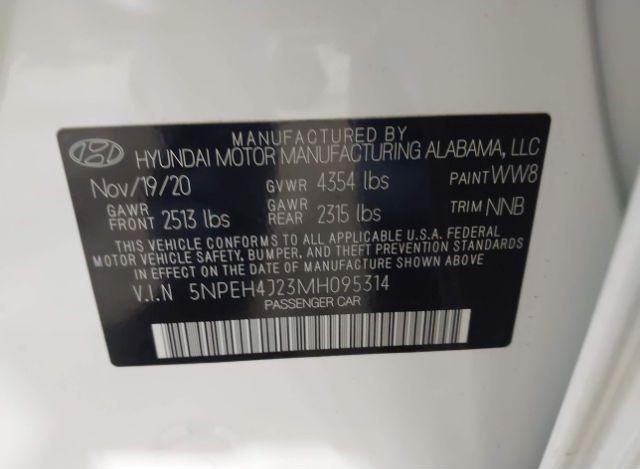 MANUFACTURED BY
HYUNDAI MOTOR MANUFACTURING ALABAMA, LLC
Nov/19/20 GVWR 4354 lbs PAINT WW8
GAWR FRONT 2513 lbs GAWR REAR 2315 lbs TRIM NNB
THIS VEHICLE CONFORMS TO ALL APPLICABLE U.S.A. FEDERAL
MOTOR VEHICLE SAFETY, BUMPER, AND THEFT PREVENTION
STANDARDS IN EFFECT ON THE DATE OF MANUFACTURE SHOWN ABOVE.
V.I.N 5NPEH4J23MH095314
PASSENGER CAR